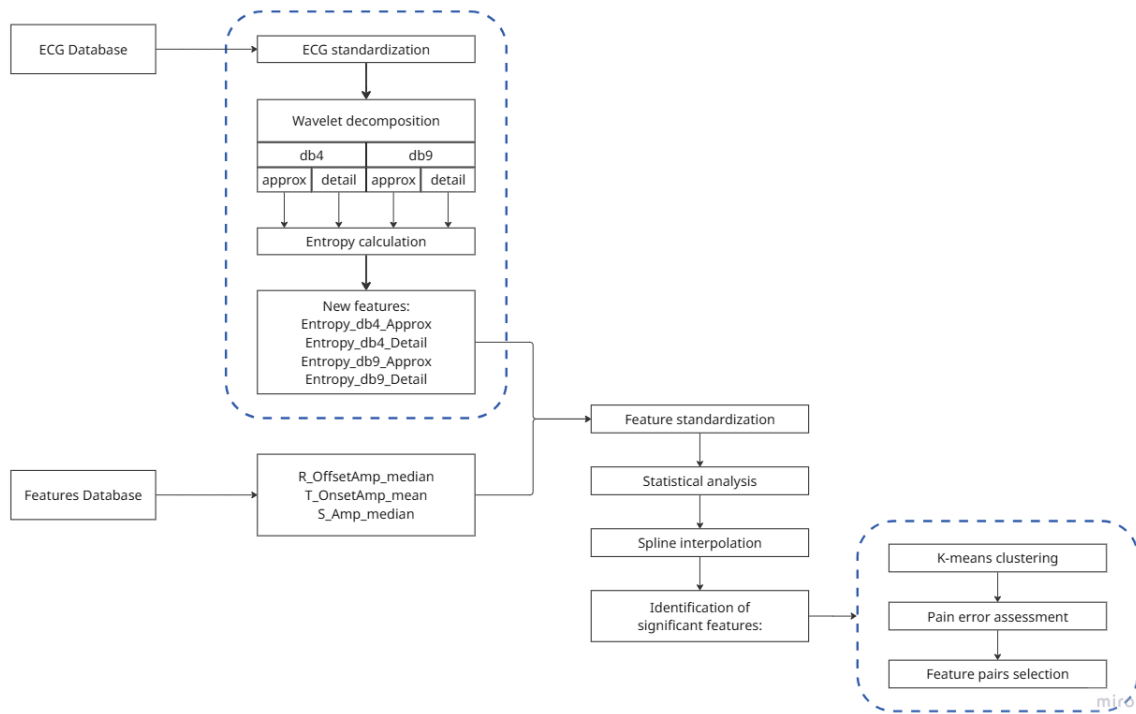 ECG Database
ECG standardization
Wavelet decomposition
db4 db9
approx detail approx detail
Entropy calculation
New features:
Entropy_db4_Approx
Entropy_db4_Detail
Entropy_db9_Approx
Entropy_db9_Detail
Features Database
R_OffsetAmp_median
T_OnsetAmp_mean
S_Amp_median
Feature standardization
Statistical analysis
Spline interpolation
Identification of
significant features:
K-means clustering
Pain error assessment
Feature pairs selection
miro